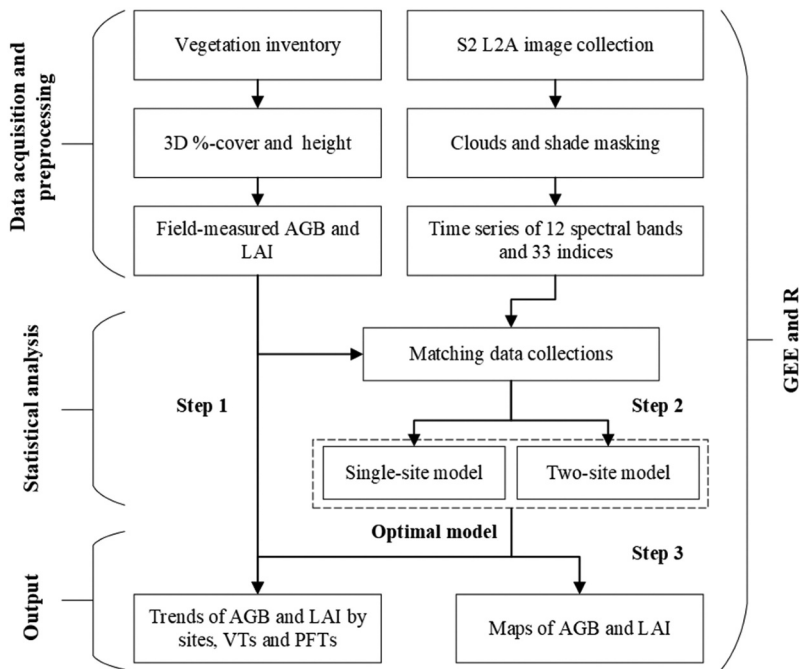 Data acquisition and
preprocessing
Vegetation inventory
S2 L2A image collection
3D %-cover and height
Clouds and shade masking
Field-measured AGB and
LAI
Time series of 12 spectral bands
and 33 indices
GEE and R
Statistical analysis
Matching data collections
Step 1
Step 2
Single-site model
Two-site model
Optimal model
Step 3
Output
Trends of AGB and LAI by
sites, VTs and PFTs
Maps of AGB and LAI